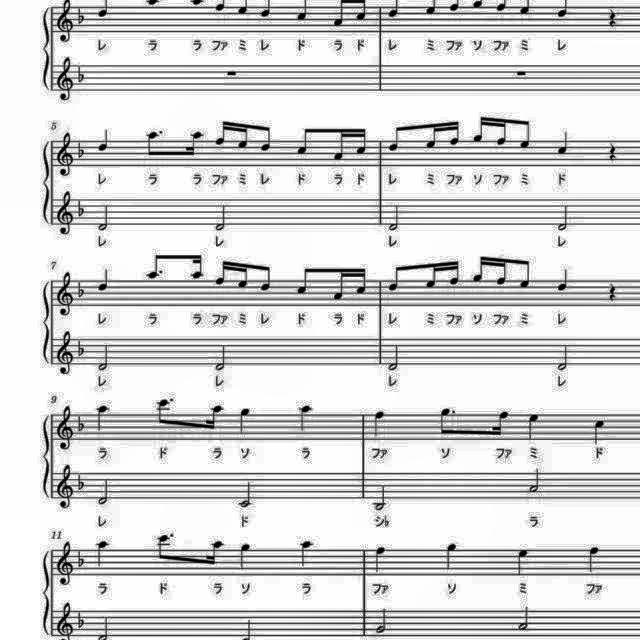 レ ラ ラ ファ ミ レ ド ラ ド レ ミ ファ ソ ファ ミ レ
5
レ ラ ラ ファ ミ レ ド ラ ド レ ミ ファ ソ ファ ミ ド
レ レ レ レ
7
レ ラ ラ ファ ミ レ ド ラ ド レ ミ ファ ソ ファ ミ レ
レ レ レ レ
9
ラ ド ラ ソ ラ ファ ソ ファ ミ ド
レ ド シ♭ ラ
11
ラ ド ラ ソ ラ ファ ソ ミ ファ